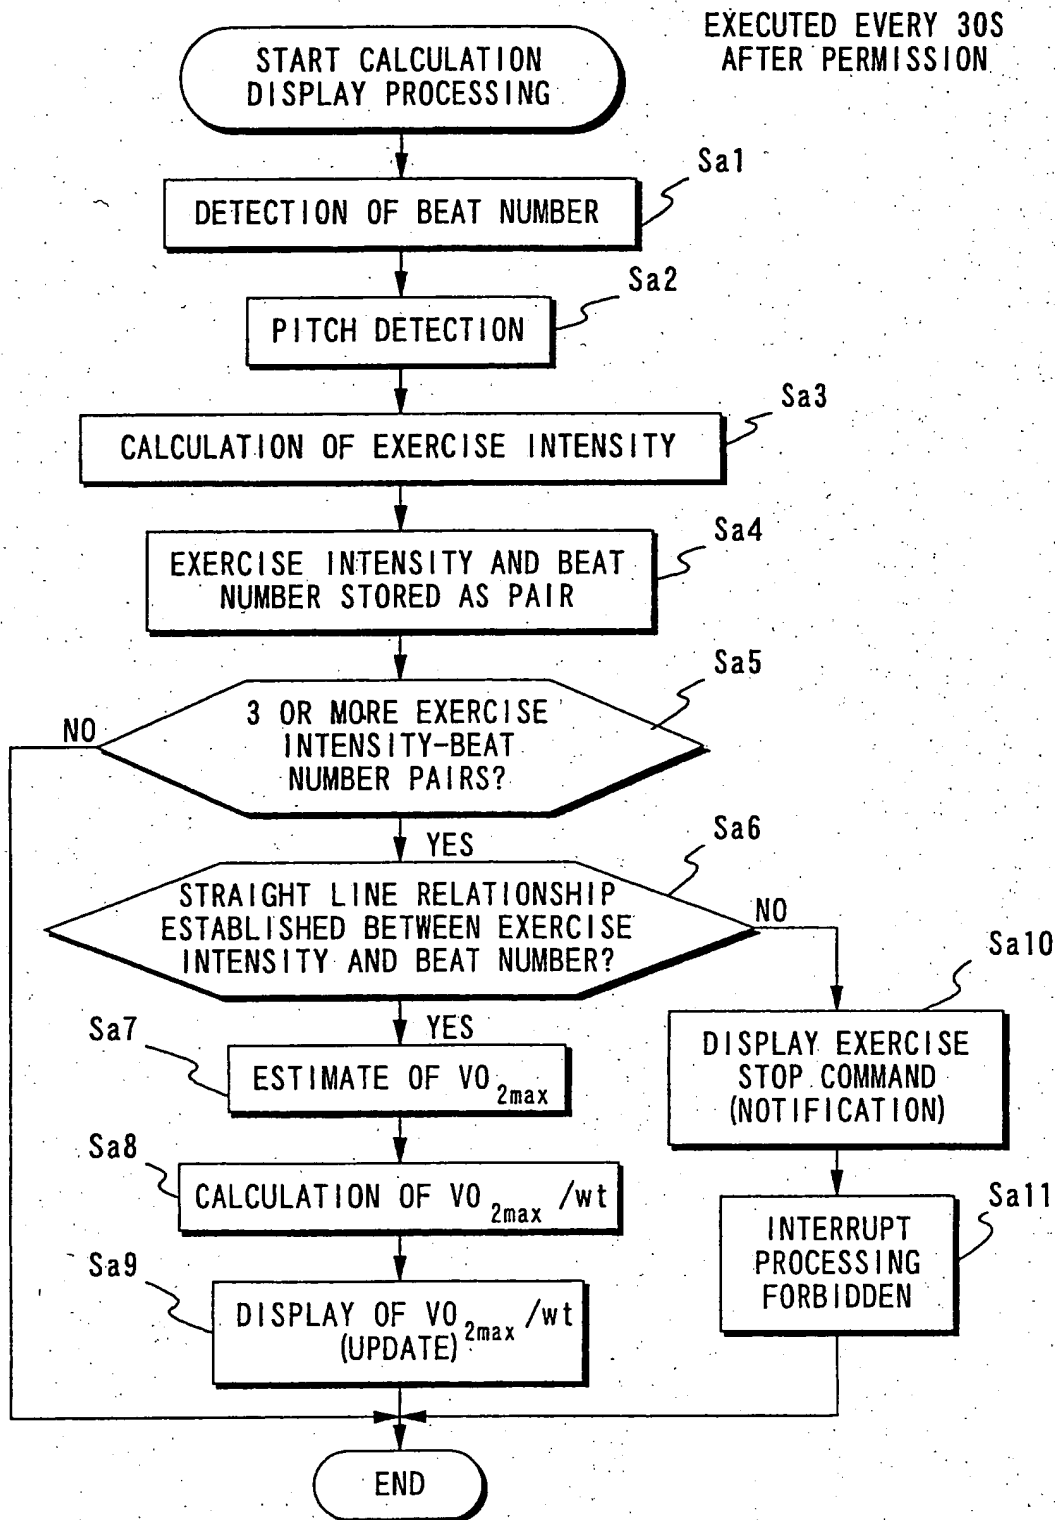 EXECUTED EVERY 30S
AFTER PERMISSION
START CALCULATION
DISPLAY PROCESSING
Sa1
DETECTION OF BEAT NUMBER
Sa2
PITCH DETECTION
Sa3
CALCULATION OF EXERCISE INTENSITY
Sa4
EXERCISE INTENSITY AND BEAT
NUMBER STORED AS PAIR
Sa5
NO
3 OR MORE EXERCISE
INTENSITY-BEAT
NUMBER PAIRS?
YES
Sa6
STRAIGHT LINE RELATIONSHIP
ESTABLISHED BETWEEN EXERCISE
INTENSITY AND BEAT NUMBER?
NO
YES
Sa7
ESTIMATE OF VO2max
Sa8
CALCULATION OF VO2max /wt
Sa9
DISPLAY OF VO2max /wt
(UPDATE)
Sa10
DISPLAY EXERCISE
STOP COMMAND
(NOTIFICATION)
Sa11
INTERRUPT
PROCESSING
FORBIDDEN
END